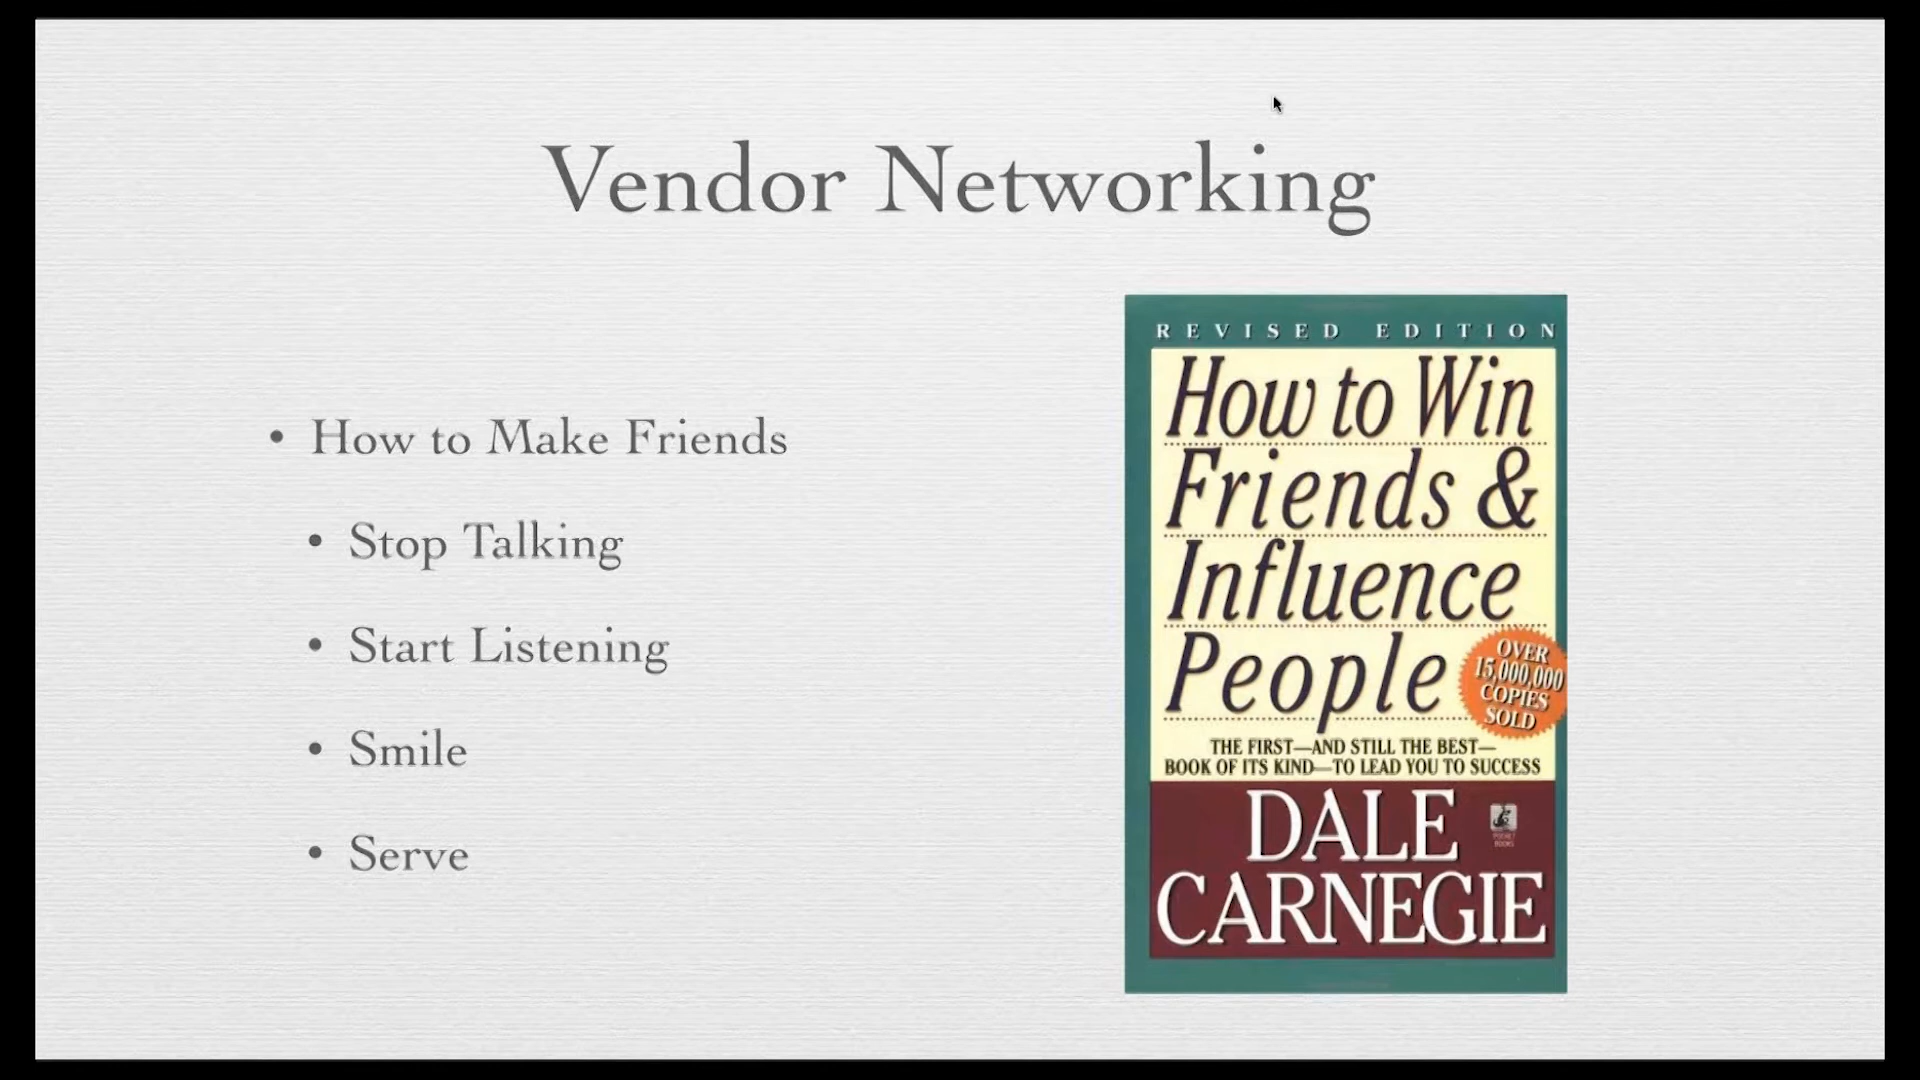 Vendor Networking
• How to Make Friends
• Stop Talking
• Start Listening
• Smile
• Serve
REVISED EDITION
How to Win
Friends &
Influence
People
OVER
15,000,000
COPIES
SOLD
THE FIRST—AND STILL THE BEST—
BOOK OF ITS KIND—TO LEAD YOU TO SUCCESS
DALE
CARNEGIE
POCKET
BOOKS